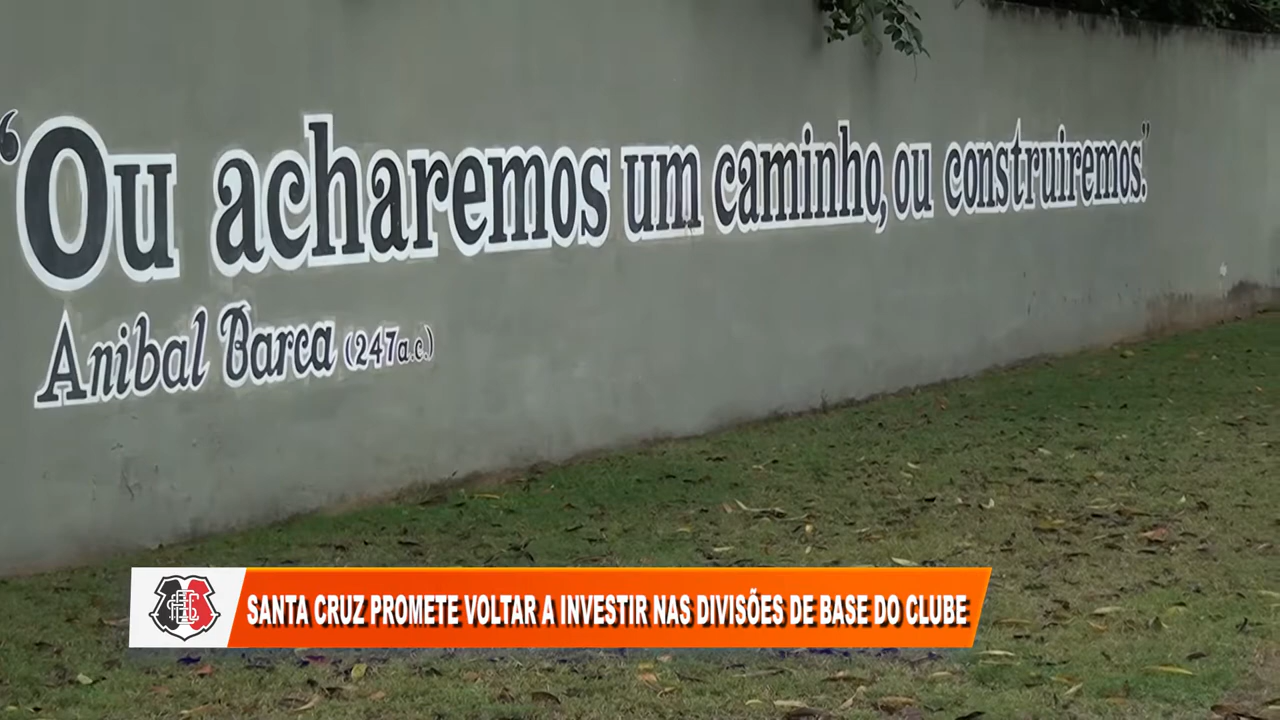 “Ou acharemos um caminho, ou construiremos.”
Anibal Barca (247a.c.)
SANTA CRUZ PROMETE VOLTAR A INVESTIR NAS DIVISÕES DE BASE DO CLUBE